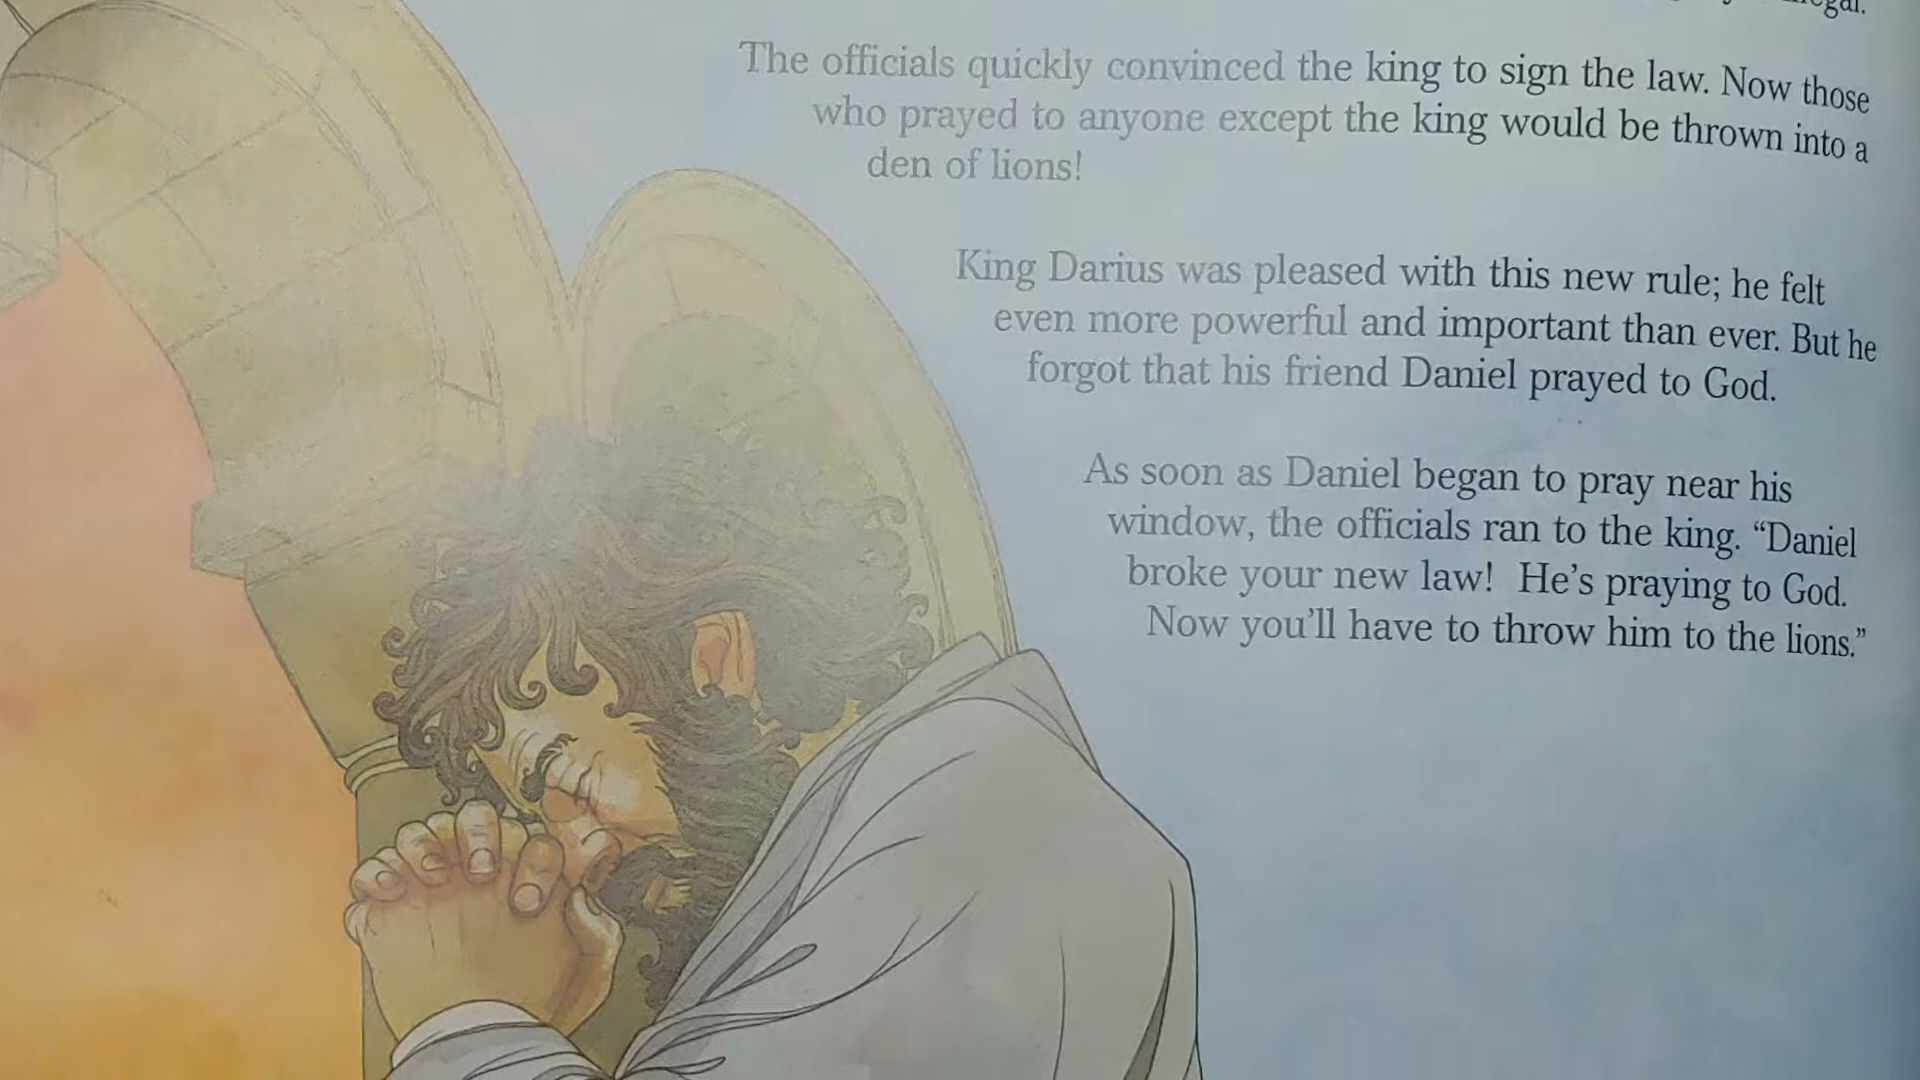 The officials quickly convinced the king to sign the law. Now those
who prayed to anyone except the king would be thrown into a
den of lions!
King Darius was pleased with this new rule; he felt
even more powerful and important than ever. But he
forgot that his friend Daniel prayed to God.
As soon as Daniel began to pray near his
window, the officials ran to the king. “Daniel
broke your new law!  He’s praying to God.
Now you’ll have to throw him to the lions.”